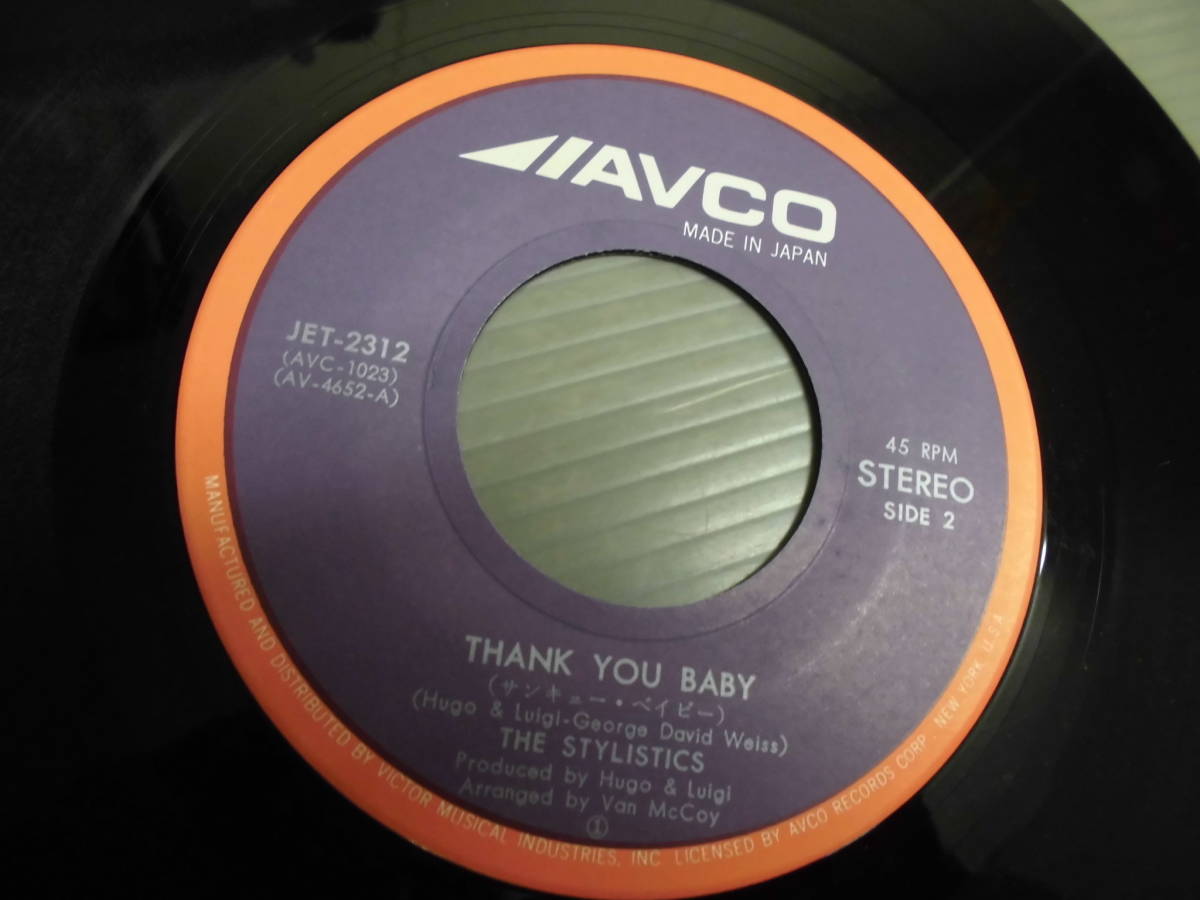 AVCO
MADE IN JAPAN
JET-2312
(AVC-1023)
(AV-4652-A)
45 RPM
STEREO
SIDE 2
THANK YOU BABY
(サンキュー・ベイビー)
(Hugo & Luigi-George David Weiss)
THE STYLISTICS
Produced by Hugo & Luigi
Arranged by Van McCoy
①
MANUFACTURED AND DISTRIBUTED BY VICTOR MUSICAL INDUSTRIES, INC LICENSED BY AVCO RECORDS CORP. NEW YORK, U.S.A